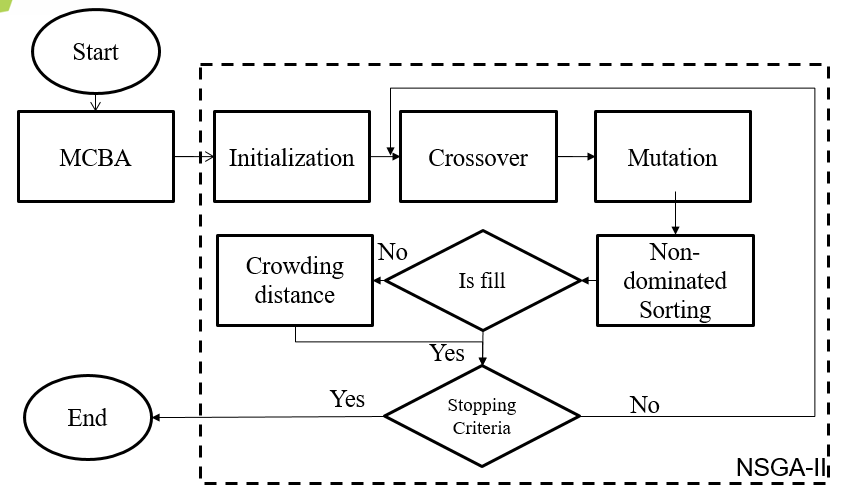 Start
MCBA
Initialization
Crossover
Mutation
Crowding
distance
No
Is fill
Non-
dominated
Sorting
Yes
End
Yes
Stopping
Criteria
No
NSGA-II